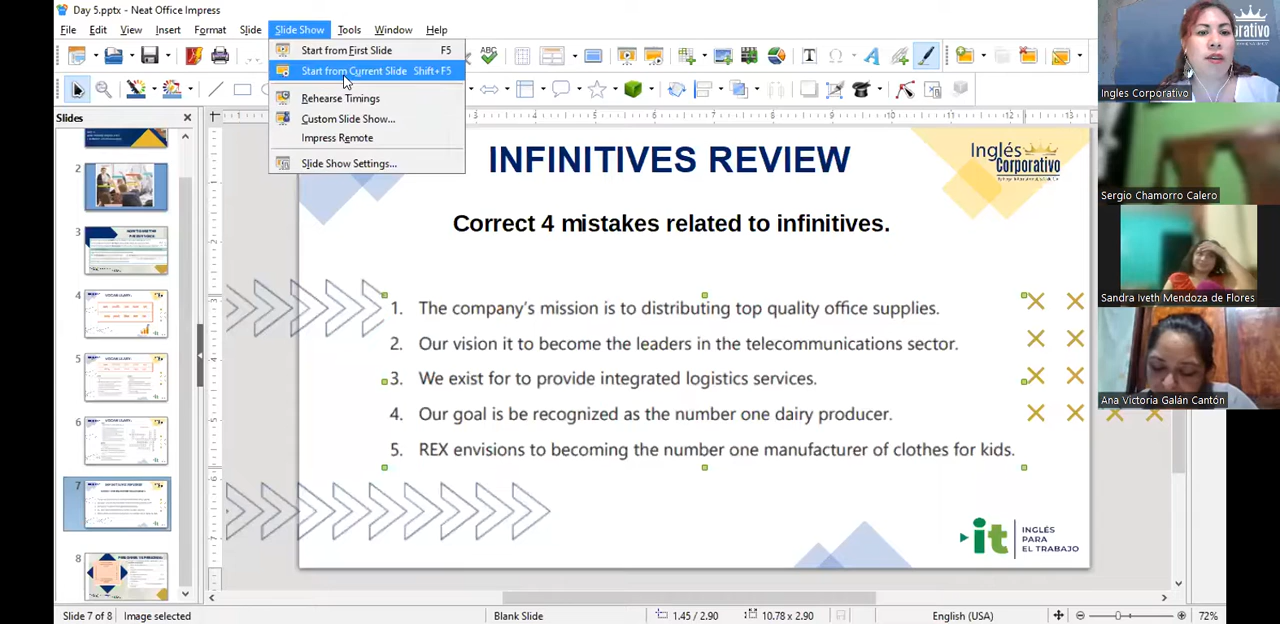 Day 5.pptx - Neat Office Impress
File Edit View Insert Format Slide Slide Show Tools Window Help
Start from First Slide F5
Start from Current Slide Shift+F5
Rehearse Timings
Custom Slide Show...
Impress Remote
Slide Show Settings...
Slides
2
3
4
5
6
7
8
INFINITIVES REVIEW
Inglés
Corporativo
Correct 4 mistakes related to infinitives.
1. The company's mission is to distributing top quality office supplies.
2. Our vision it to become the leaders in the telecommunications sector.
3. We exist for to provide integrated logistics services.
4. Our goal is be recognized as the number one dairy producer.
5. REX envisions to becoming the number one manufacturer of clothes for kids.
it
INGLÉS
PARA
EL TRABAJO
Ingles Corporativo
Sergio Chamorro Calero
Sandra Iveth Mendoza de Flores
Ana Victoria Galán Cantón
Slide 7 of 8 Image selected Blank Slide 1.45 / 2.90 10.78 x 2.90 English (USA) 72%